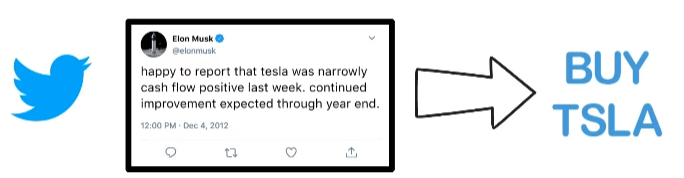 Elon Musk
@elonmusk
happy to report that tesla was narrowly
cash flow positive last week. continued
improvement expected through year end.
12:00 PM · Dec 4, 2012
BUY
TSLA